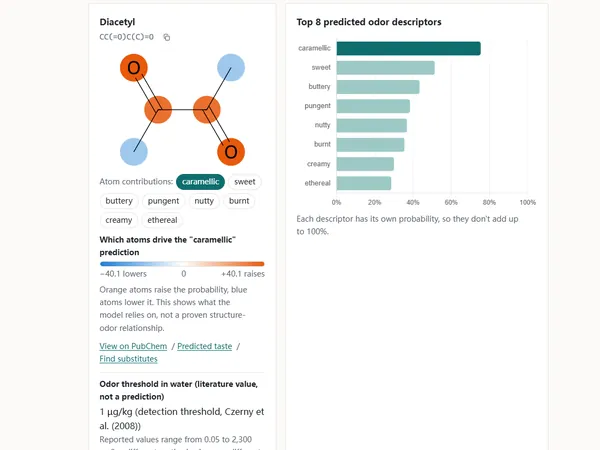 Diacetyl
CC(=O)C(C)=O
O
O
Atom contributions: caramellic sweet
buttery pungent nutty burnt
creamy ethereal
Which atoms drive the "caramellic"
prediction
−40.1 lowers 0 +40.1 raises
Orange atoms raise the probability, blue
atoms lower it. This shows what the
model relies on, not a proven structure-
odor relationship.
View on PubChem / Predicted taste /
Find substitutes
Odor threshold in water (literature value,
not a prediction)
1 µg/kg (detection threshold, Czerny et
al. (2008))
Reported values range from 0.05 to 2,300
Top 8 predicted odor descriptors
caramellic
sweet
buttery
pungent
nutty
burnt
creamy
ethereal
0% 20% 40% 60% 80% 100%
Each descriptor has its own probability, so they don't add up
to 100%.